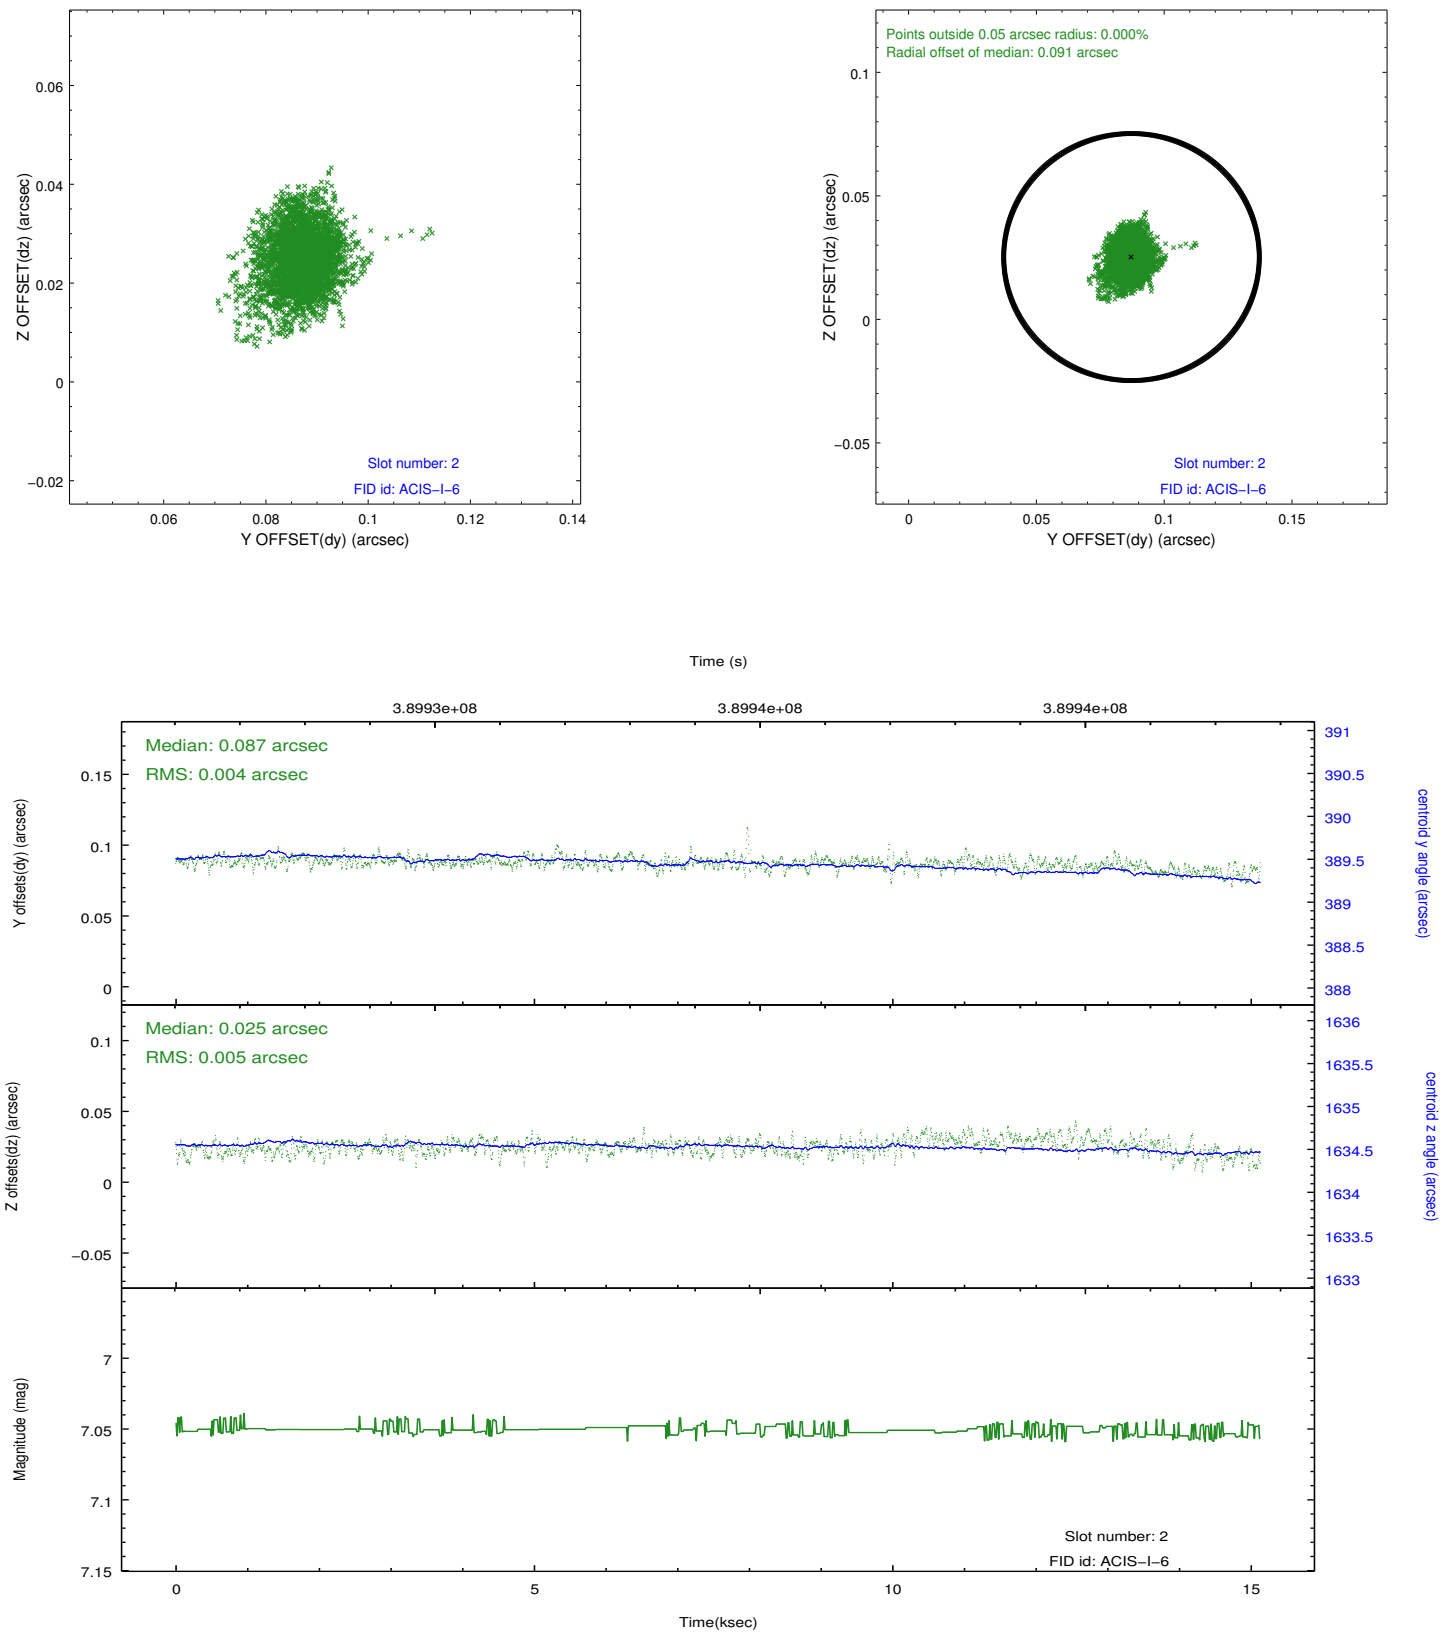 0.06
0.04
0.02
0
−0.02
Z OFFSET(dz) (arcsec)
Slot number: 2
FID id: ACIS−I−6
0.06 0.08 0.1 0.12 0.14
Y OFFSET(dy) (arcsec)
Points outside 0.05 arcsec radius: 0.000%
Radial offset of median: 0.091 arcsec
0.1
0.05
0
−0.05
Z OFFSET(dz) (arcsec)
Slot number: 2
FID id: ACIS−I−6
0 0.05 0.1 0.15
Y OFFSET(dy) (arcsec)
Time (s)
3.8993e+08 3.8994e+08 3.8994e+08
Median: 0.087 arcsec
RMS: 0.004 arcsec
0.15
0.1
0.05
0
Y offsets(dy) (arcsec)
391
390.5
390
389.5
389
388.5
388
centroid y angle (arcsec)
Median: 0.025 arcsec
RMS: 0.005 arcsec
0.1
0.05
0
−0.05
Z offsets(dz) (arcsec)
1636
1635.5
1635
1634.5
1634
1633.5
1633
centroid z angle (arcsec)
7
7.05
7.1
7.15
Magnitude (mag)
Slot number: 2
FID id: ACIS−I−6
0 5 10 15
Time(ksec)